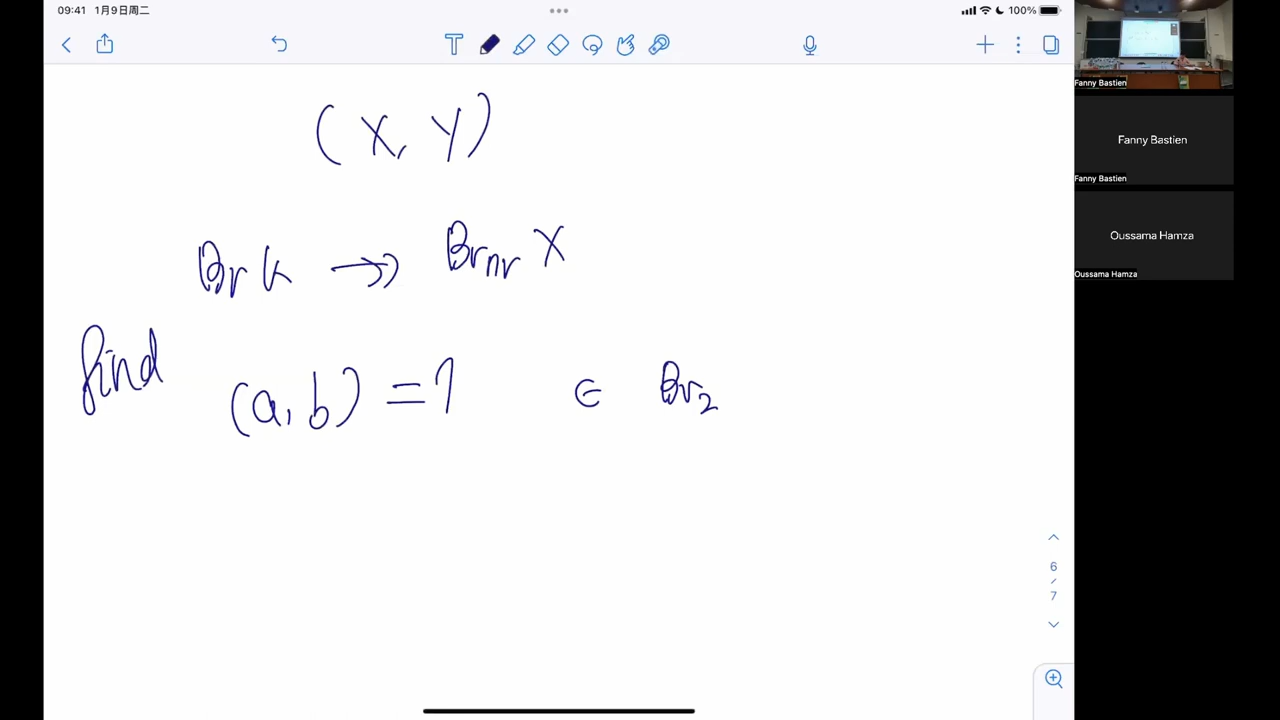 09:41 1月9日周二
100%
(X, Y)
Br k ↠ Br_nr X
find (a, b) = 1 ∈ Br_2
6
/
7
Fanny Bastien
Fanny Bastien
Fanny Bastien
Oussama Hamza
Oussama Hamza